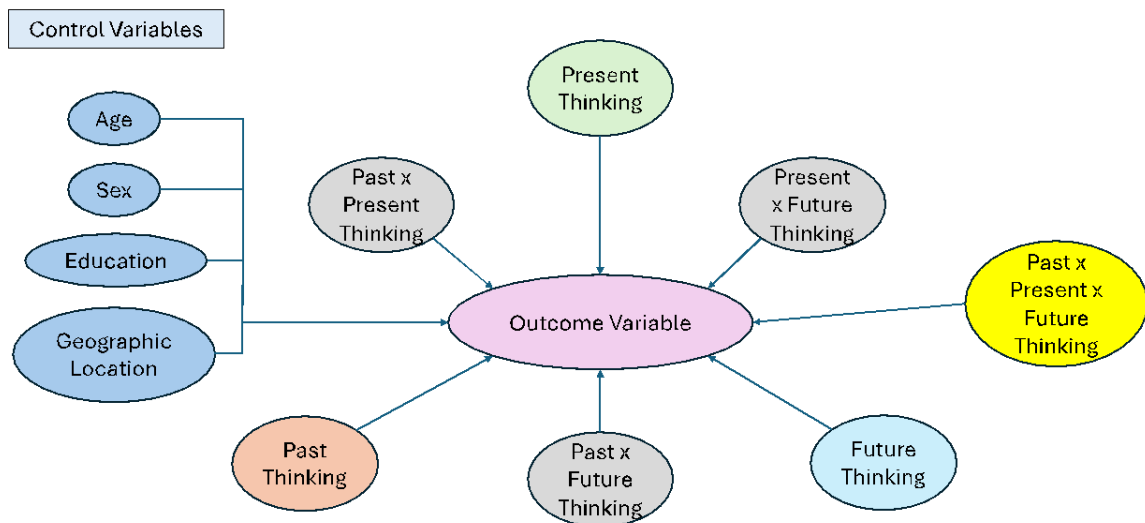 Control Variables
Age
Sex
Education
Geographic
Location
Present
Thinking
Past x
Present
Thinking
Present
x Future
Thinking
Past x
Present x
Future
Thinking
Outcome Variable
Past
Thinking
Past x
Future
Thinking
Future
Thinking